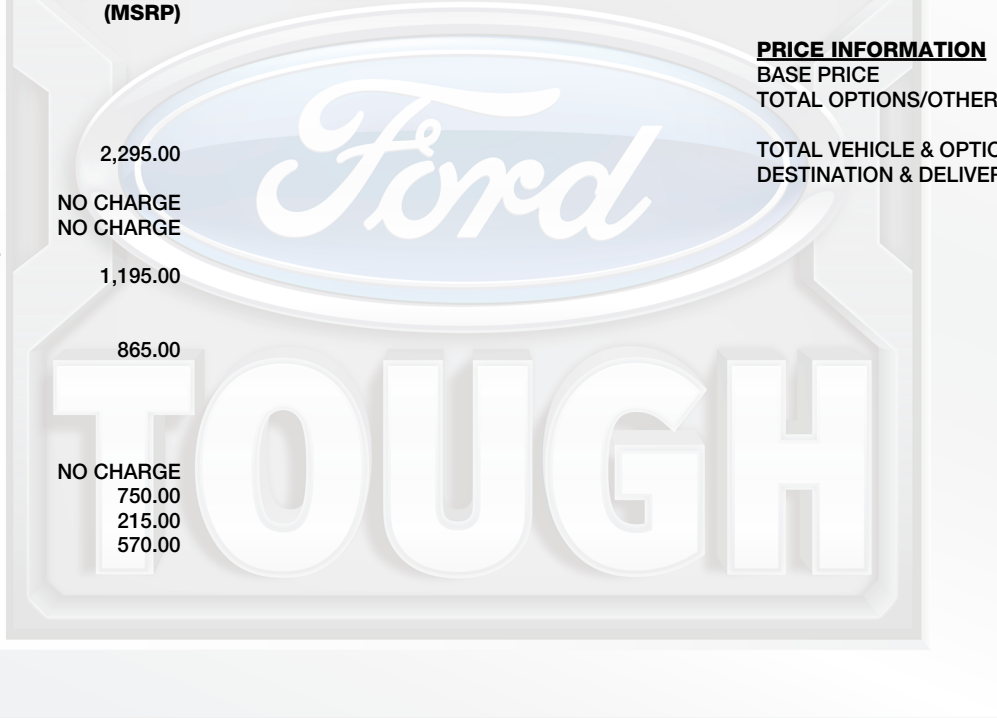 (MSRP)
2,295.00
NO CHARGE
NO CHARGE
1,195.00
865.00
NO CHARGE
750.00
215.00
570.00
PRICE INFORMATION
BASE PRICE
TOTAL OPTIONS/OTHER
TOTAL VEHICLE & OPTIO
DESTINATION & DELIVER
Ford
TOUGH